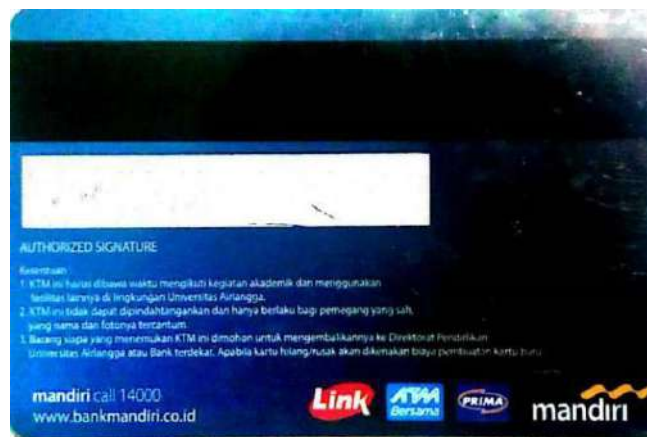 AUTHORIZED SIGNATURE
Ketentuan :
1. KTM ini harus dibawa waktu mengikuti kegiatan akademik dan menggunakan
fasilitas lainnya di lingkungan Universitas Airlangga.
2. KTM ini tidak dapat dipindahtangankan dan hanya berlaku bagi pemegang yang sah,
yang nama dan fotonya tercantum
3. Barang siapa yang menemukan KTM ini dimohon untuk mengembalikannya ke Direktorat Pendidikan
Universitas Airlangga atau Bank terdekat. Apabila kartu hilang/rusak akan dikenakan biaya pembuatan kartu baru
mandiri call 14000
www.bankmandiri.co.id
Link
ATM
Bersama
PRIMA
mandiri